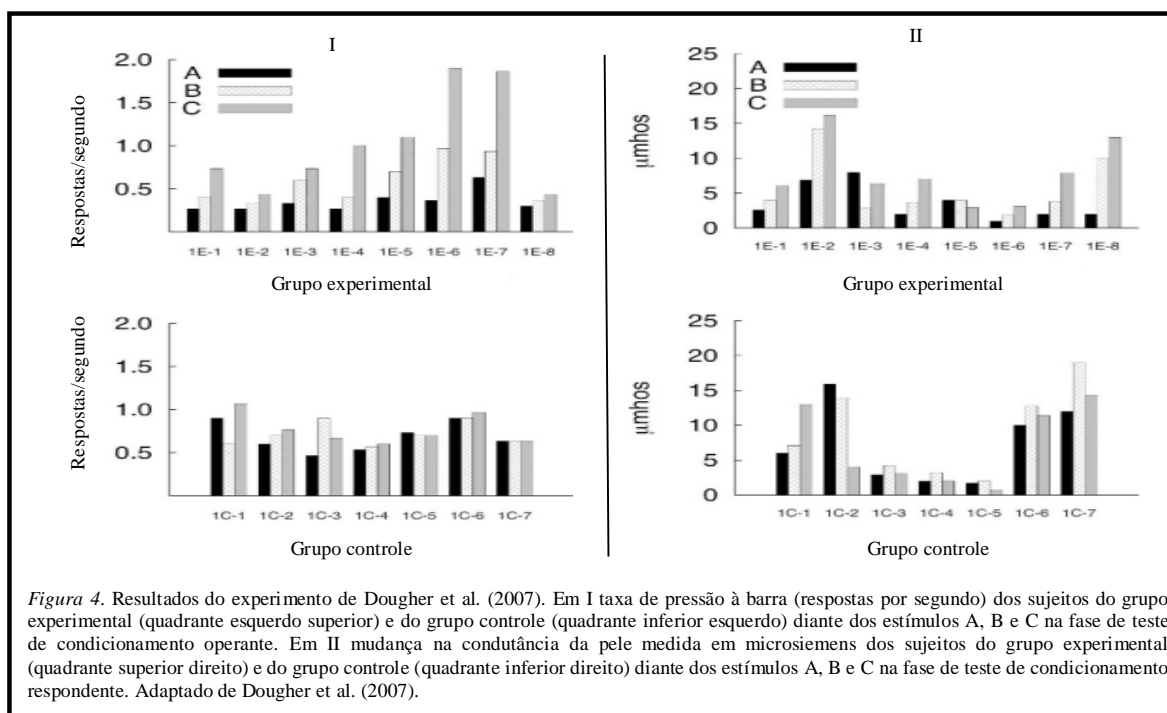 I
2.0
1.5
1.0
0.5
A
B
C
Respostas/segundo
1E-1 1E-2 1E-3 1E-4 1E-5 1E-6 1E-7 1E-8
Grupo experimental
II
25
20
15
10
5
0
A
B
C
µmhos
1E-1 1E-2 1E-3 1E-4 1E-5 1E-6 1E-7 1E-8
Grupo experimental
2.0
1.5
1.0
0.5
Respostas/segundo
1C-1 1C-2 1C-3 1C-4 1C-5 1C-6 1C-7
Grupo controle
25
20
15
10
5
0
µmhos
1C-1 1C-2 1C-3 1C-4 1C-5 1C-6 1C-7
Grupo controle
Figura 4. Resultados do experimento de Dougher et al. (2007). Em I taxa de pressão à barra (respostas por segundo) dos sujeitos do grupo
experimental (quadrante esquerdo superior) e do grupo controle (quadrante inferior esquerdo) diante dos estímulos A, B e C na fase de teste
de condicionamento operante. Em II mudança na condutância da pele medida em microsiemens dos sujeitos do grupo experimental
(quadrante superior direito) e do grupo controle (quadrante inferior direito) diante dos estímulos A, B e C na fase de teste de condicionamento
respondente. Adaptado de Dougher et al. (2007).